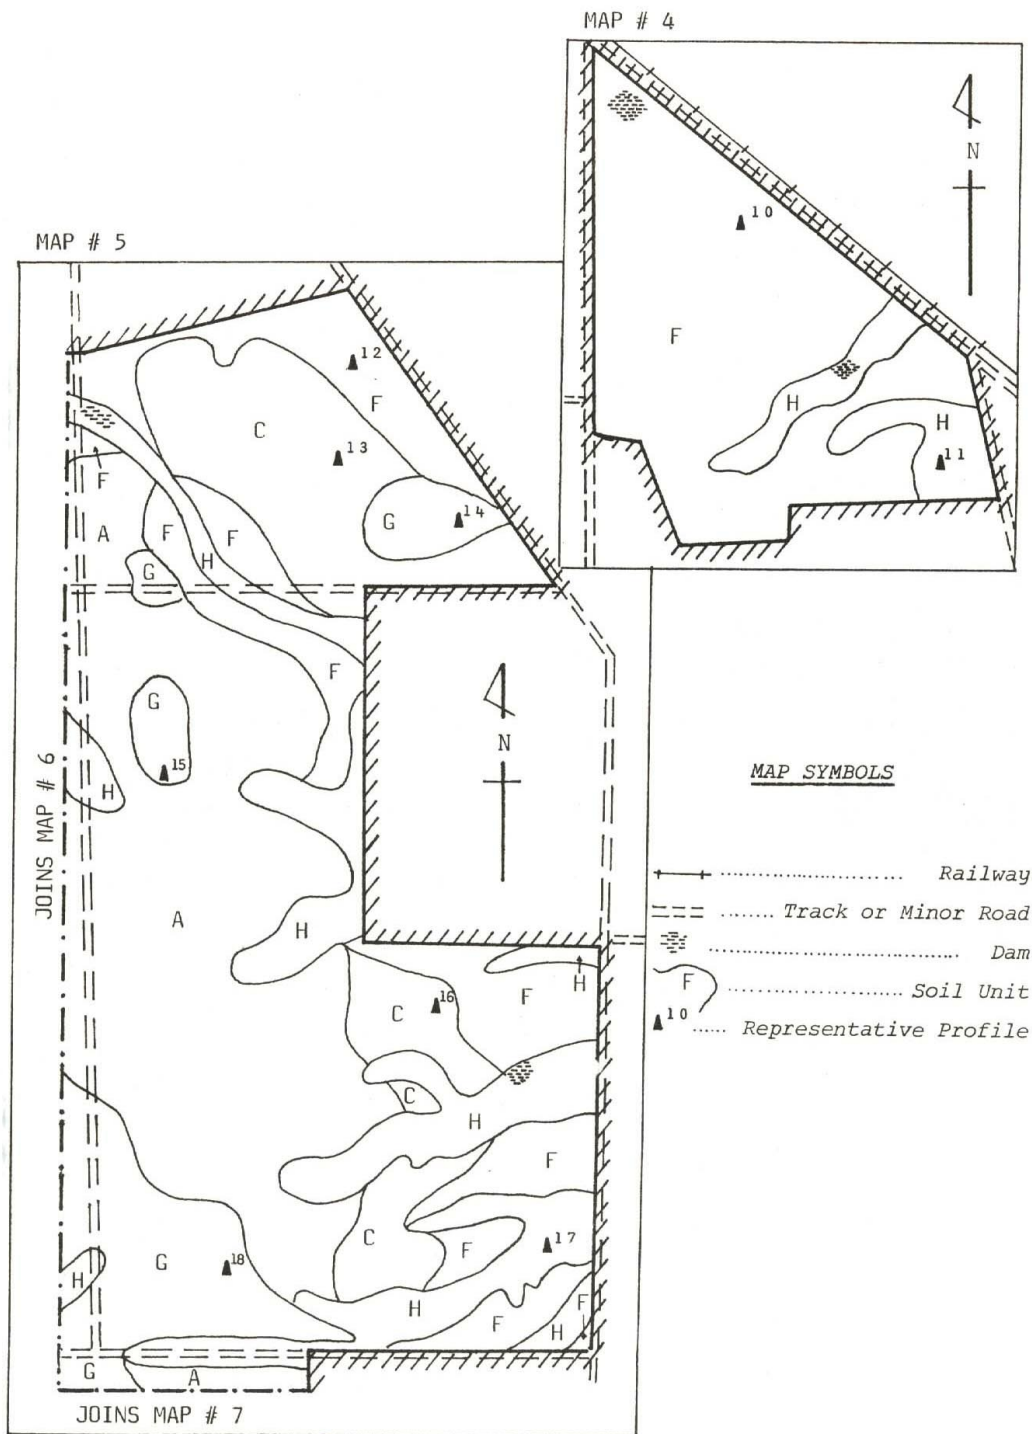 MAP # 4
10
N
F
H
H
11
MAP # 5
12
F
C
13
F
G
14
A
F
F
H
G
F
G
N
15
H
JOINS MAP # 6
A
H
H
C
16
F
C
H
F
C
F
17
G
18
H
H
F
F
H
G
A
JOINS MAP # 7
MAP SYMBOLS
Railway
Track or Minor Road
Dam
F Soil Unit
10 Representative Profile